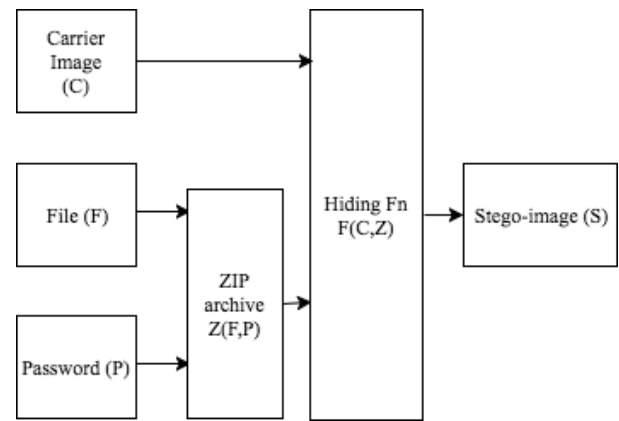 Carrier
Image
(C)
File (F)
Password (P)
ZIP
archive
Z(F,P)
Hiding Fn
F(C,Z)
Stego-image (S)